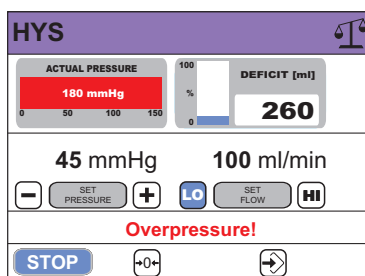 HYS
ACTUAL PRESSURE
180 mmHg
0 50 100 150
100
%
0
DEFICIT [ml]
260
45 mmHg
100 ml/min
− SET PRESSURE +
LO SET FLOW HI
Overpressure!
STOP
→0←